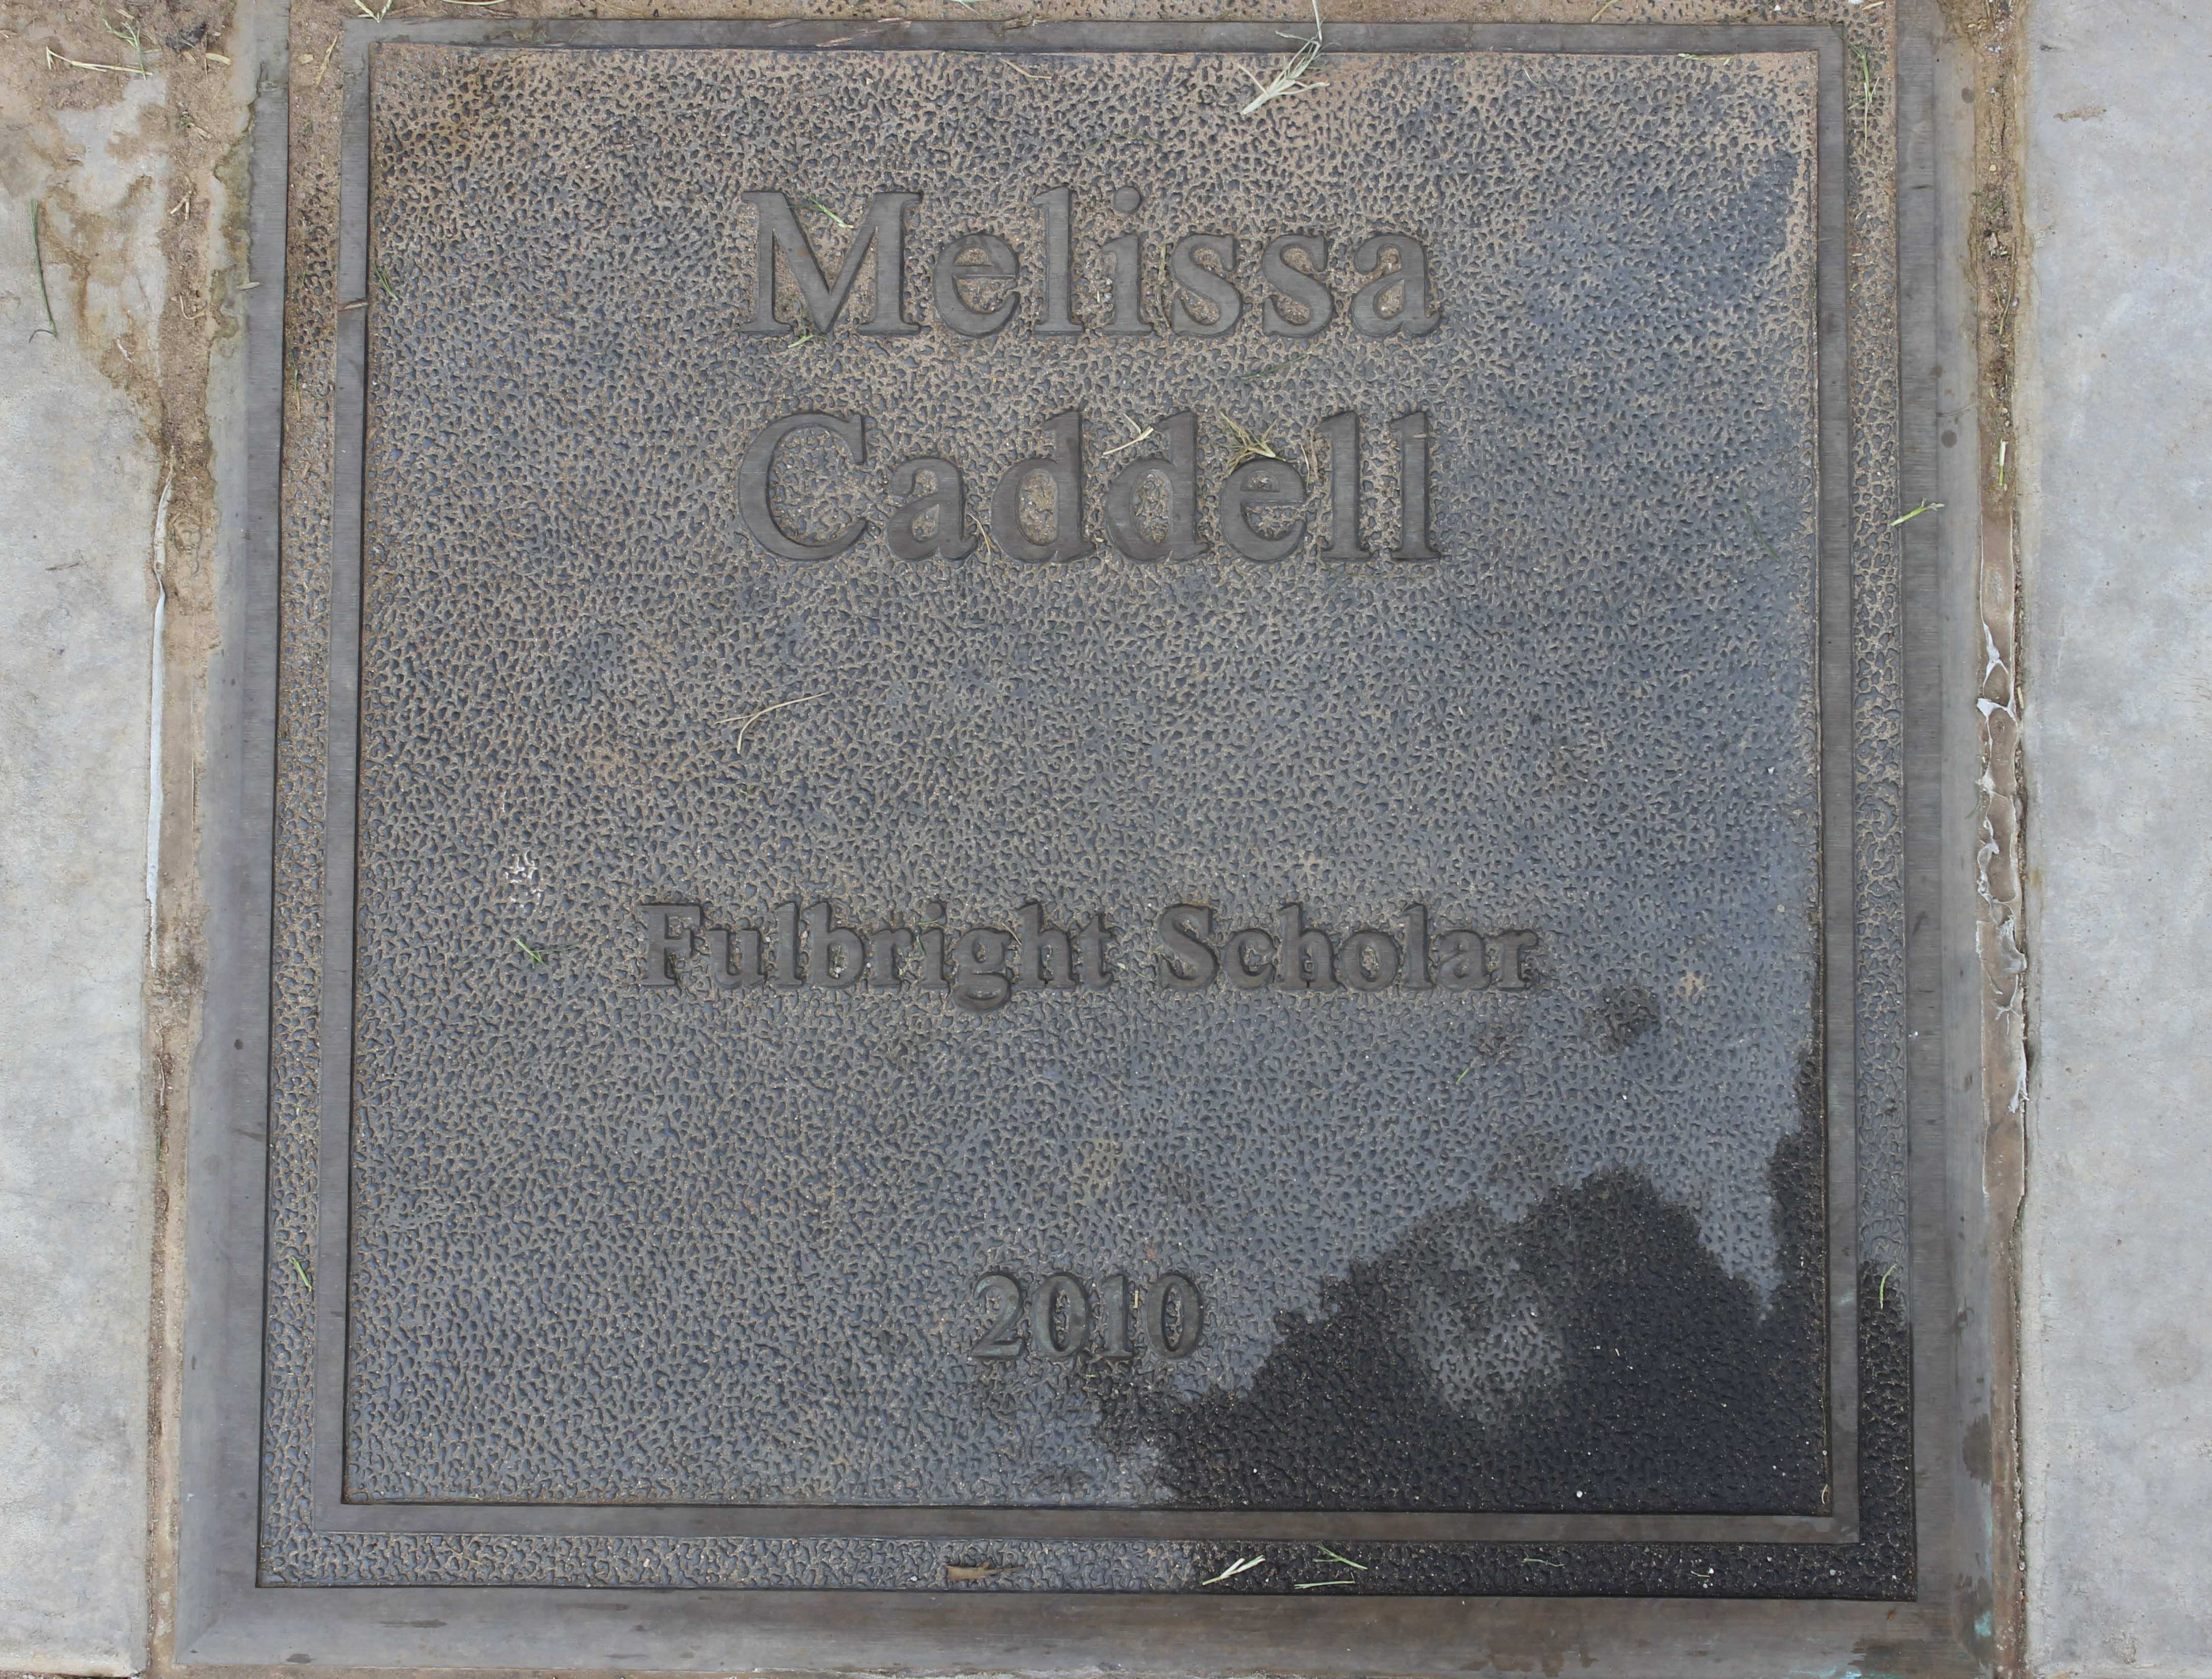 Melissa
Caddell
Fulbright Scholar
2010